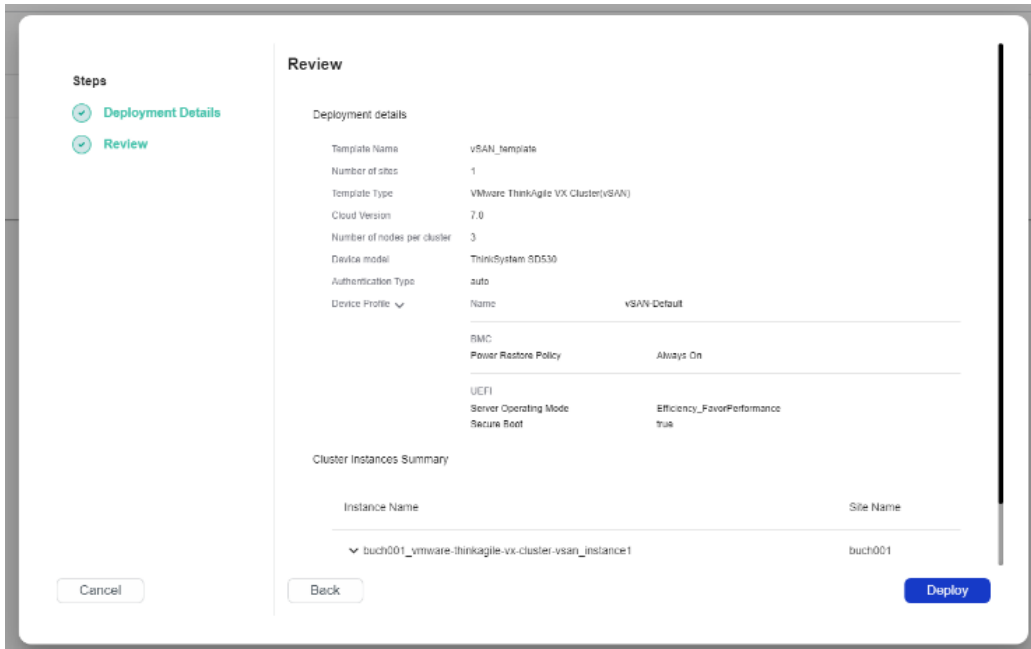 Steps
Deployment Details
Review
Review
Deployment details
Template Name vSAN_template
Number of sites 1
Template Type VMware ThinkAgile VX Cluster(vSAN)
Cloud Version 7.0
Number of nodes per cluster 3
Device model ThinkSystem SD530
Authentication Type auto
Device Profile Name vSAN-Default
BMC
Power Restore Policy Always On
UEFI
Server Operating Mode Efficiency_FavorPerformance
Secure Boot true
Cluster Instances Summary
Instance Name Site Name
buch001_vmware-thinkagile-vx-cluster-vsan_instance1 buch001
Cancel Back Deploy